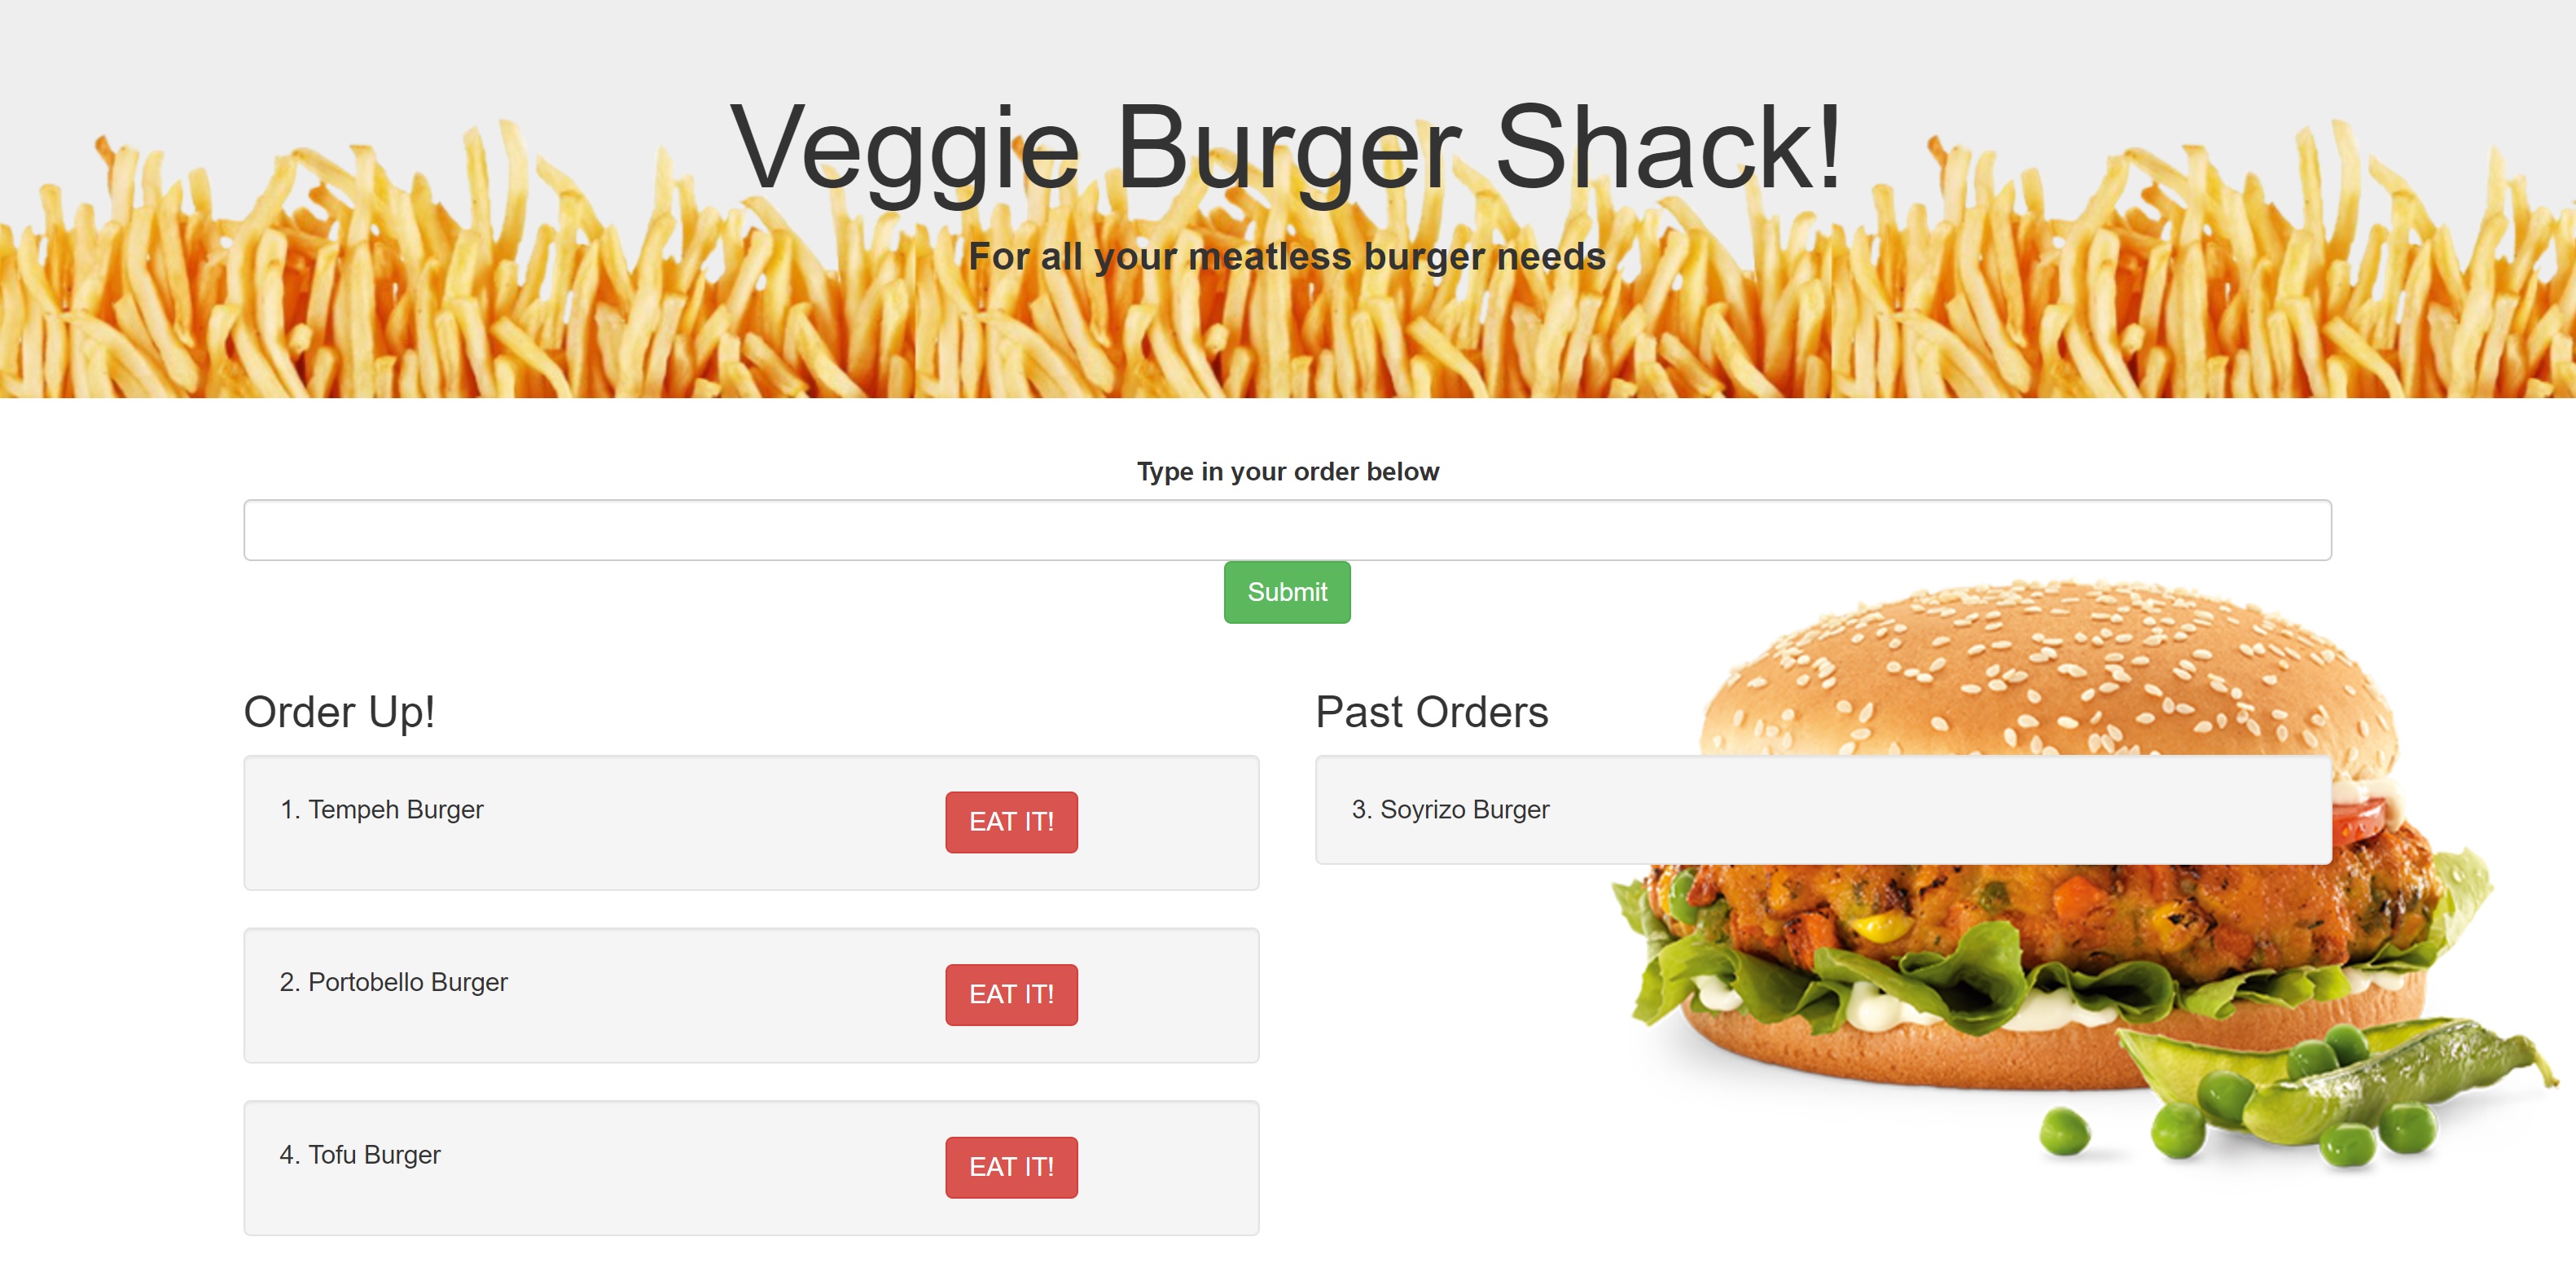 Veggie Burger Shack!
For all your meatless burger needs
Type in your order below
Submit
Order Up!
1. Tempeh Burger
EAT IT!
2. Portobello Burger
EAT IT!
4. Tofu Burger
EAT IT!
Past Orders
3. Soyrizo Burger